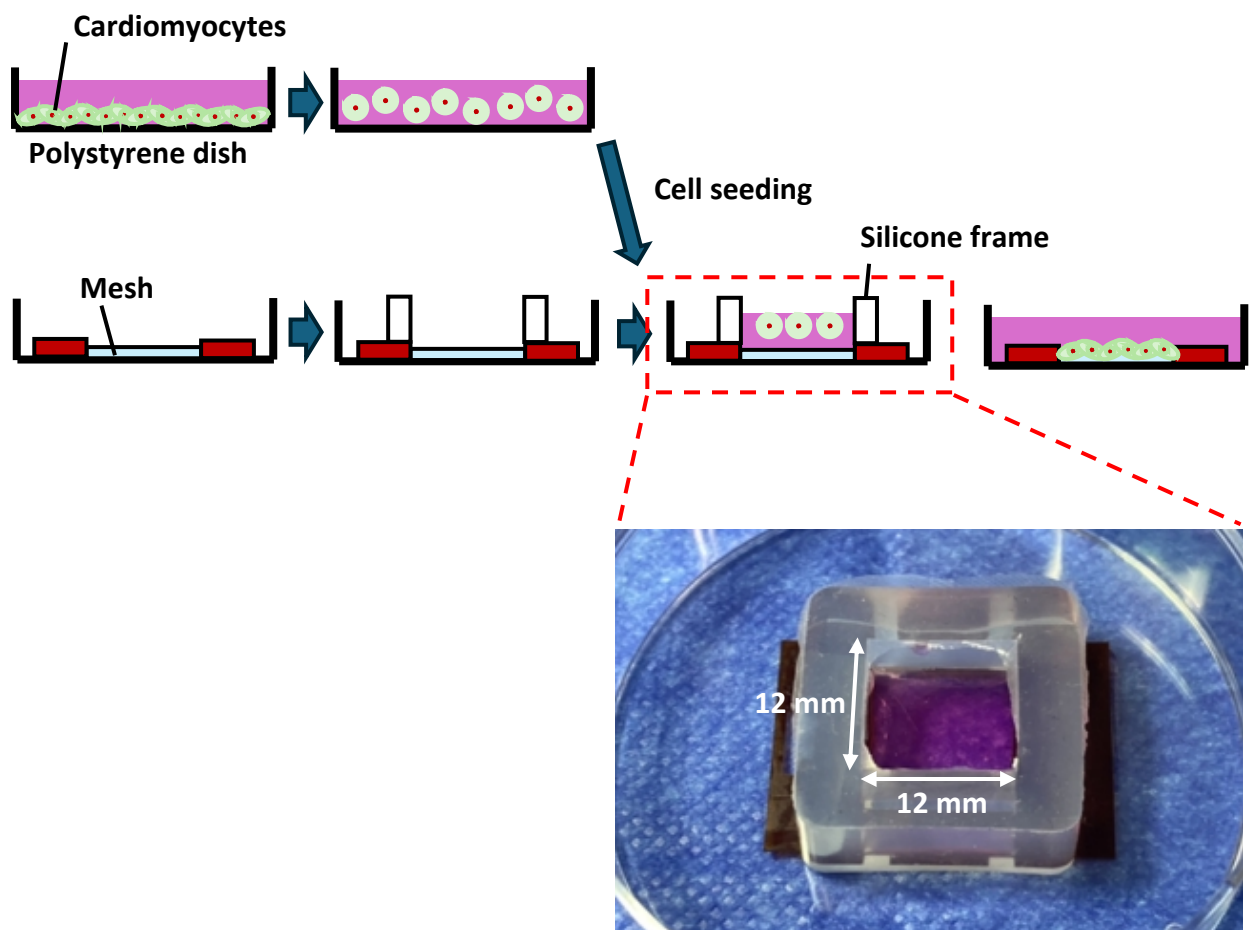 Cardiomyocytes
Polystyrene dish
Cell seeding
Silicone frame
Mesh
12 mm
12 mm